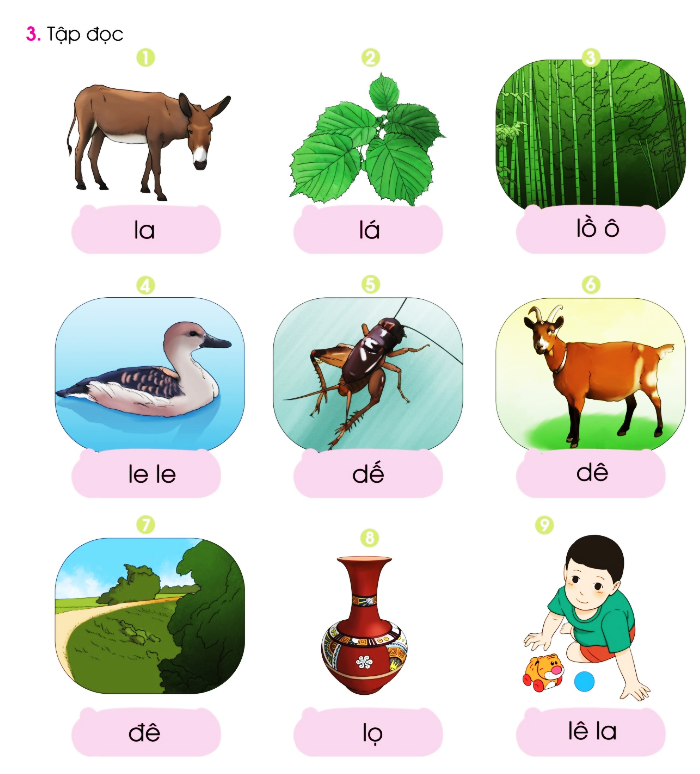 3. Tập đọc
1 2 3
la lá lồ ô
4 5 6
le le dế dê
7 8 9
đê lọ lê la